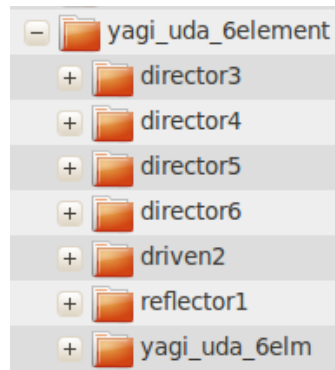 yagi_uda_6element
director3
director4
director5
director6
driven2
reflector1
yagi_uda_6elm